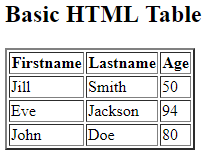 Basic HTML Table
Firstname Lastname Age
Jill Smith 50
Eve Jackson 94
John Doe 80